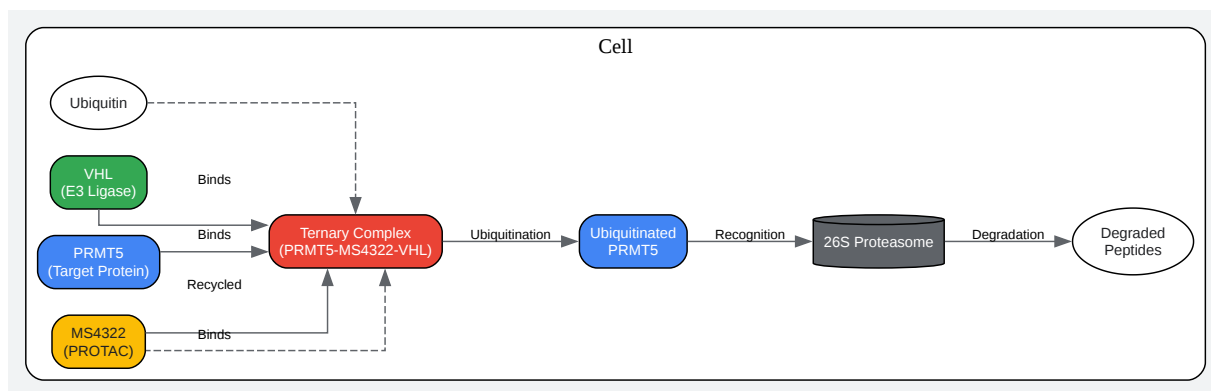 Cell
Ubiquitin
VHL
(E3 Ligase)
Binds
PRMT5
(Target Protein)
Binds
Recycled
MS4322
(PROTAC)
Binds
Ternary Complex
(PRMT5-MS4322-VHL)
Ubiquitination
Ubiquitinated
PRMT5
Recognition
26S Proteasome
Degradation
Degraded
Peptides